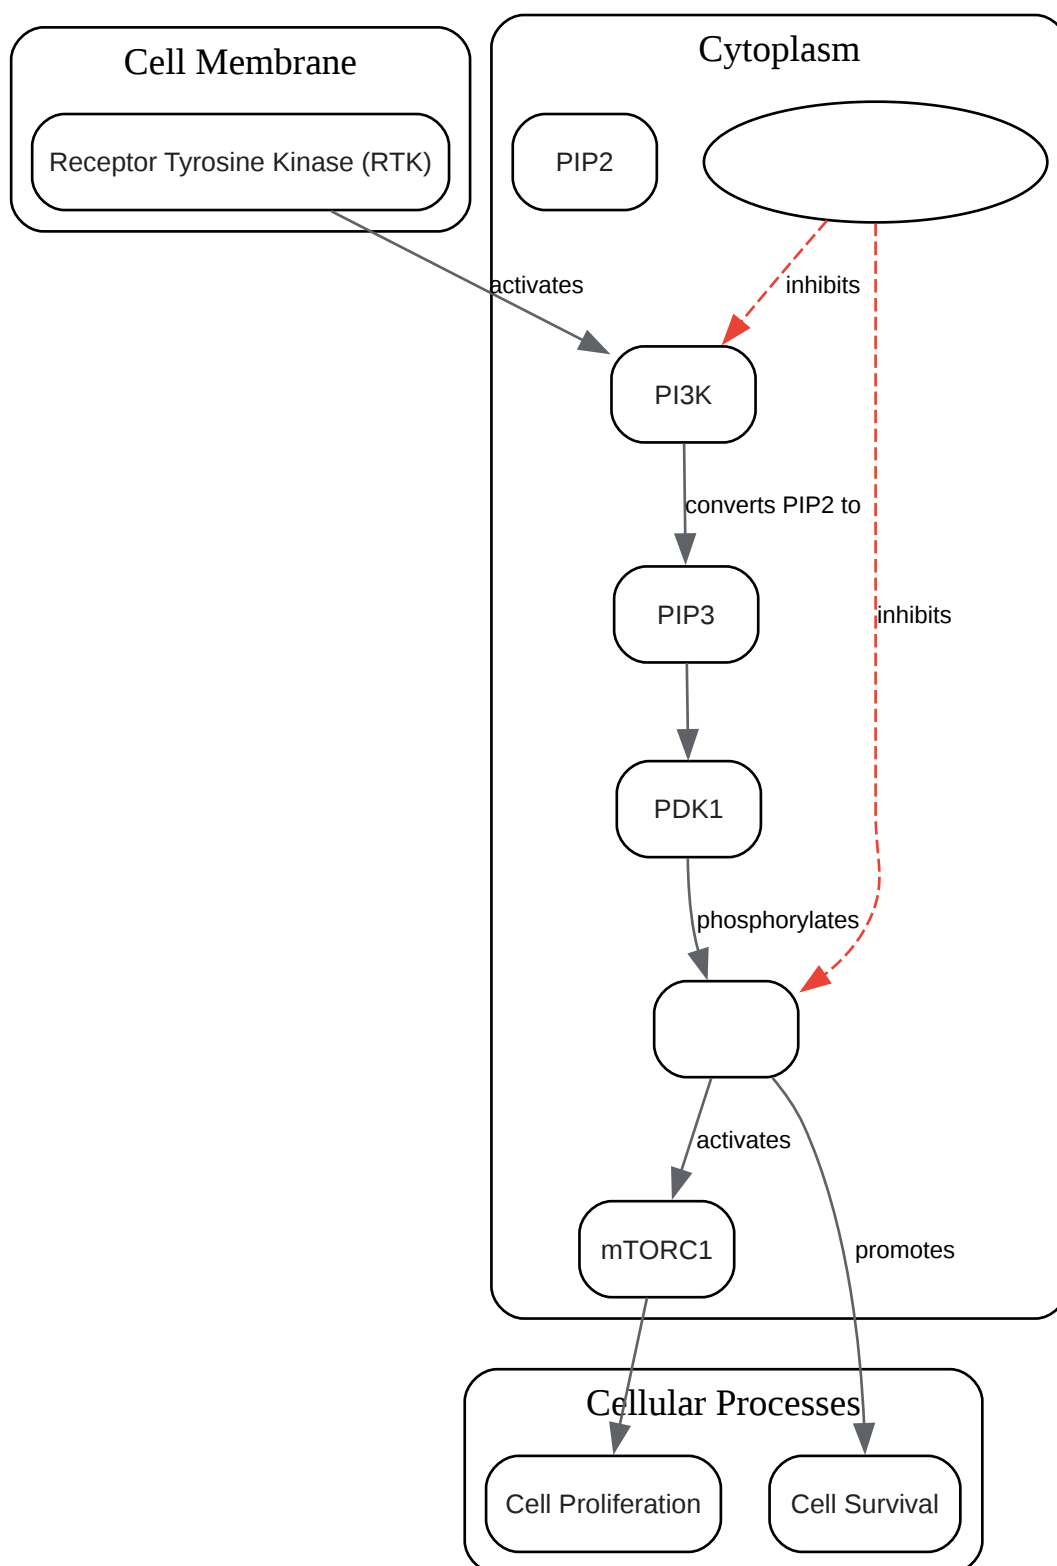 Cell Membrane
Cytoplasm
Receptor Tyrosine Kinase (RTK)
PIP2
activates
inhibits
PI3K
converts PIP2 to
PIP3
inhibits
PDK1
phosphorylates
activates
mTORC1
promotes
Cellular Processes
Cell Proliferation
Cell Survival